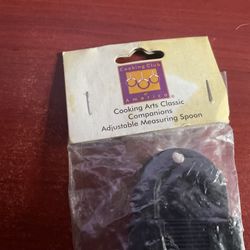 Cooking Club
of
America
Cooking Arts Classic
Companions
Adjustable Measuring Spoon